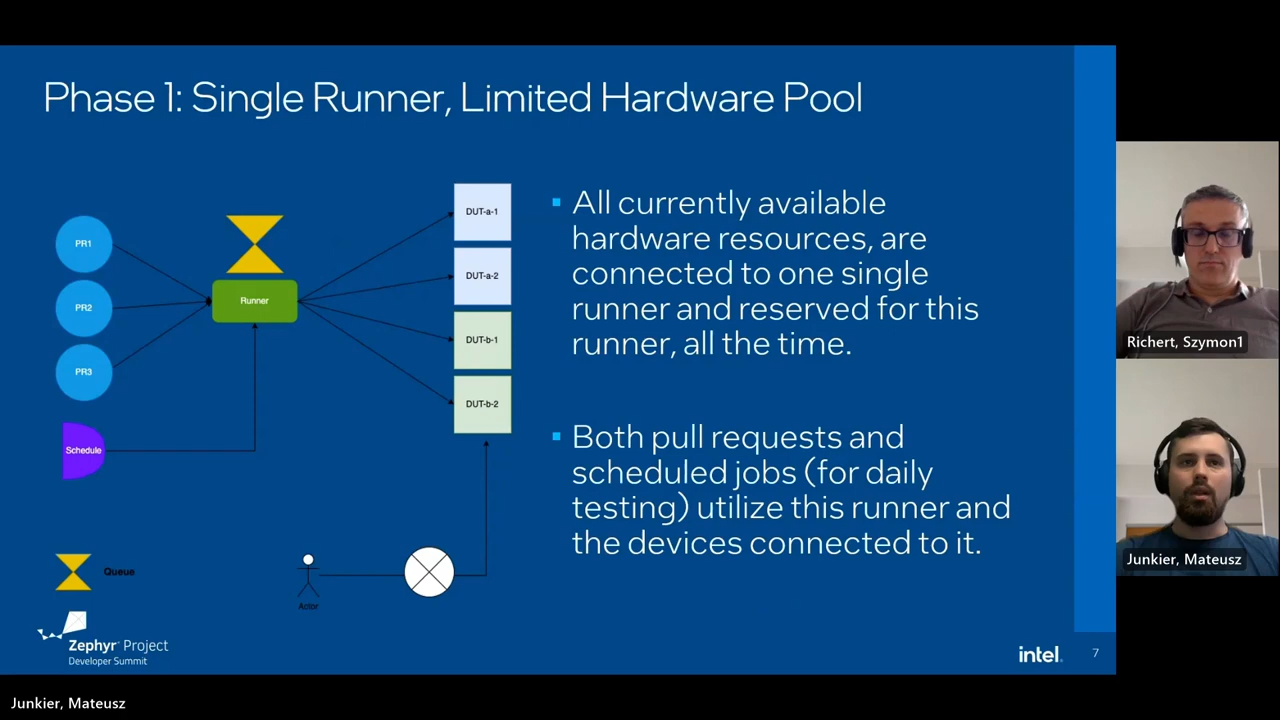 Phase 1: Single Runner, Limited Hardware Pool
PR1
PR2
PR3
Schedule
Runner
DUT-a-1
DUT-a-2
DUT-b-1
DUT-b-2
Queue
Actor
▪ All currently available
hardware resources, are
connected to one single
runner and reserved for this
runner, all the time.
▪ Both pull requests and
scheduled jobs (for daily
testing) utilize this runner and
the devices connected to it.
Zephyr™ Project
Developer Summit
intel.
7
Richert, Szymon1
Junkier, Mateusz
Junkier, Mateusz